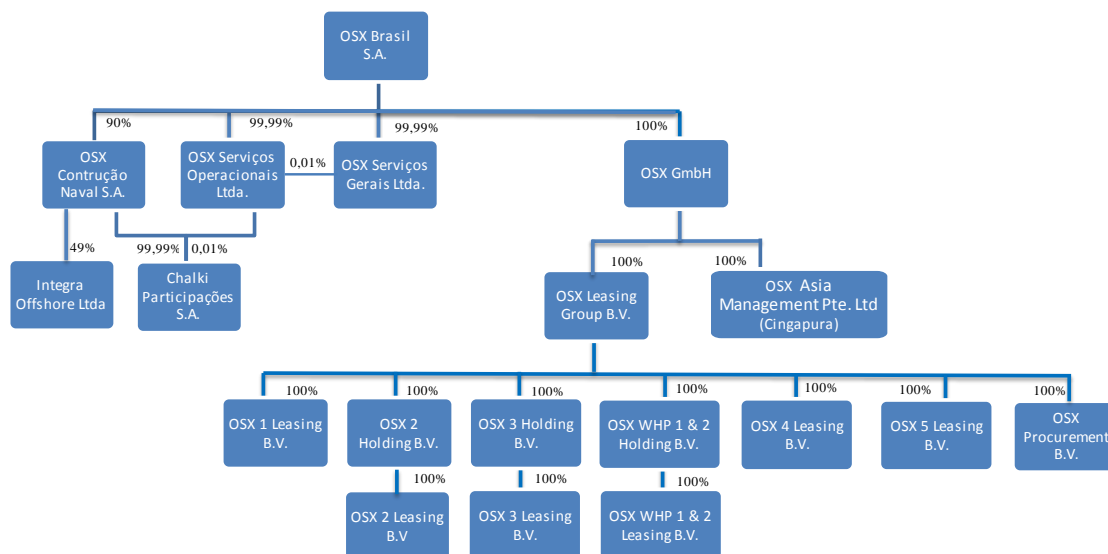 OSX Brasil
S.A.
90%
99,99%
99,99%
100%
OSX
Contrução
Naval S.A.
OSX Serviços
Operacionais
Ltda.
0,01%
OSX Serviços
Gerais Ltda.
OSX GmbH
49%
99,99%
0,01%
100%
100%
Integra
Offshore Ltda
Chalki
Participações
S.A.
OSX Leasing
Group B.V.
OSX Asia
Management Pte. Ltd
(Cingapura)
100%
100%
100%
100%
100%
100%
100%
OSX 1 Leasing
B.V.
OSX 2
Holding B.V.
OSX 3 Holding
B.V.
OSX WHP 1 & 2
Holding B.V.
OSX 4 Leasing
B.V.
OSX 5 Leasing
B.V.
OSX
Procurement
B.V.
100%
100%
100%
OSX 2 Leasing
B.V
OSX 3 Leasing
B.V.
OSX WHP 1 & 2
Leasing B.V.